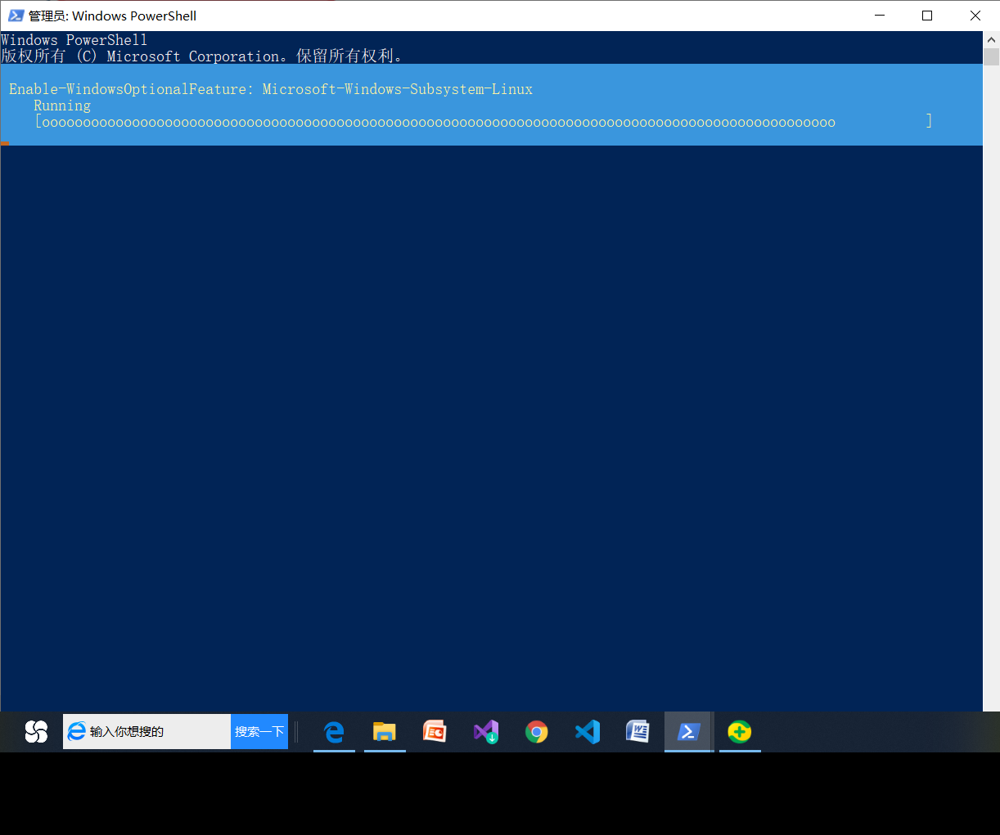 管理员: Windows PowerShell
Windows PowerShell
版权所有 (C) Microsoft Corporation。保留所有权利。
Enable-WindowsOptionalFeature: Microsoft-Windows-Subsystem-Linux
Running
[ooooooooooooooooooooooooooooooooooooooooooooooooooooooooooooooooooooooooooooooooooooooooooooooooo           ]
输入你想搜的
搜索一下